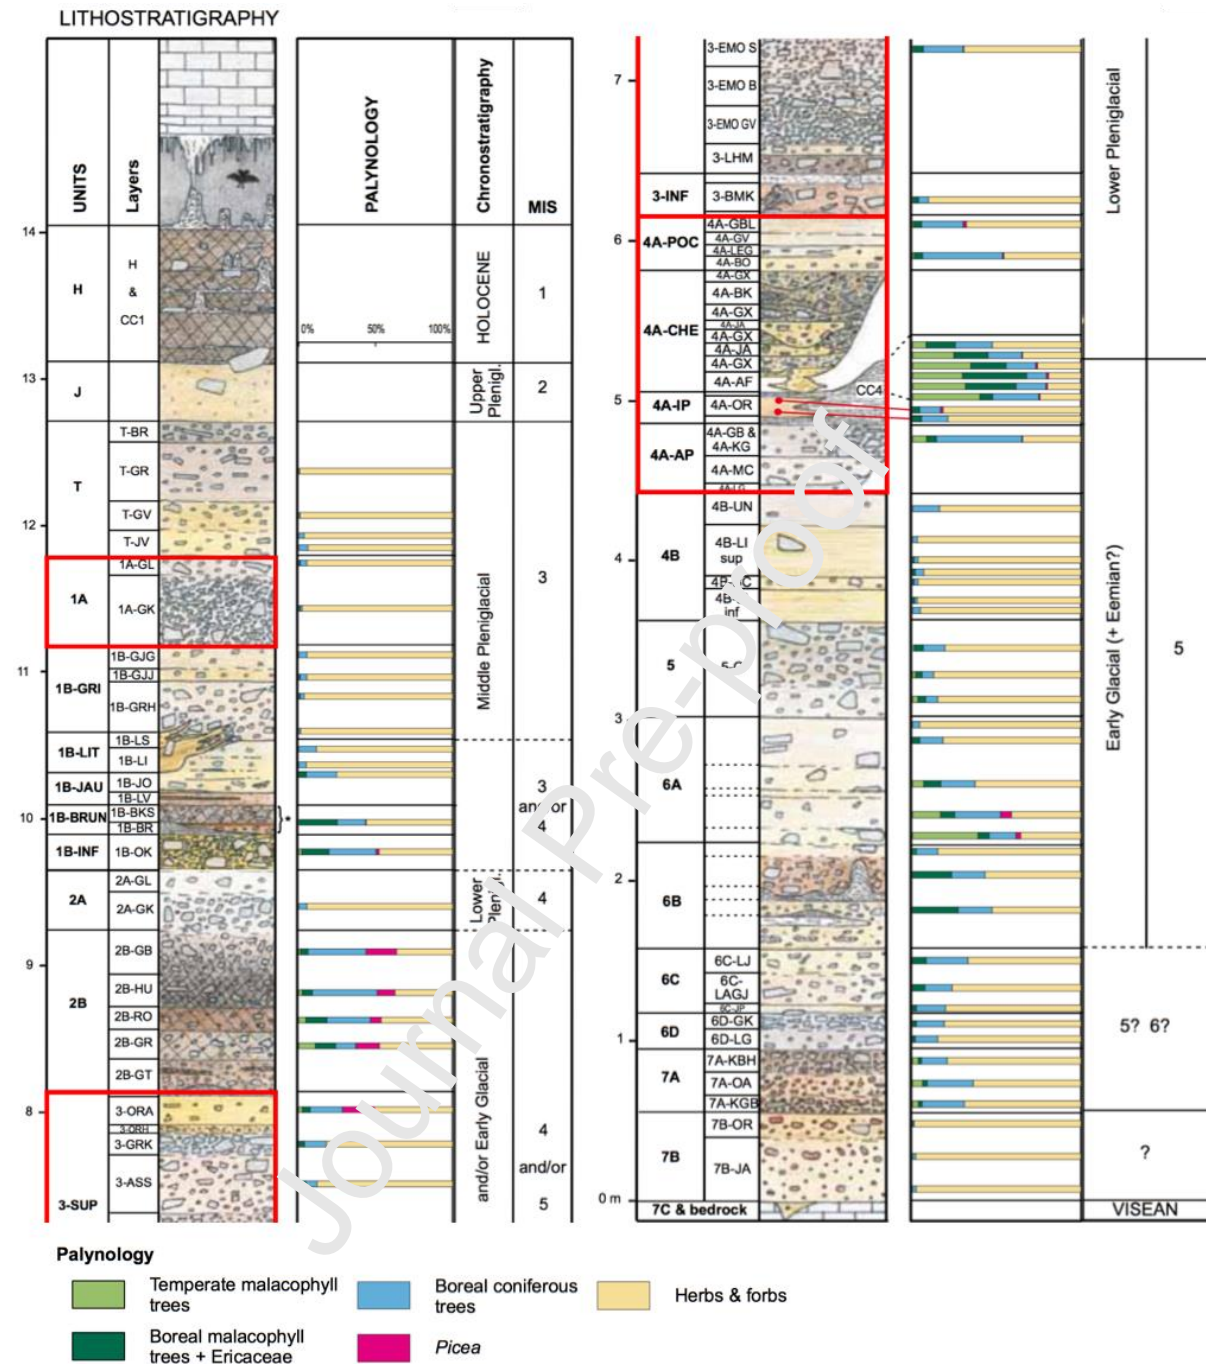 LITHOSTRATIGRAPHY
UNITS
Layers
PALYNOLOGY
Chronostratigraphy
MIS
14
H
H
&
CC1
0%
50%
100%
HOLOCENE
1
13
J
Upper
Plenigl.
2
T
T-BR
T-GR
12
T-GV
T-JV
1A
1A-GL
1A-GK
3
Middle Pleniglacial
11
1B-GRI
1B-GJG
1B-GJJ
1B-GRH
1B-LIT
1B-LS
1B-LI
1B-JAU
1B-JO
1B-LV
10
1B-BRUN
1B-BKS
1B-BR
*
3
and/or
4
1B-INF
1B-OK
2A
2A-GL
2A-GK
Lower
Plenigl.
4
9
2B
2B-GB
2B-HU
2B-RO
2B-GR
2B-GT
8
3-SUP
3-ORA
3-ORH
3-GRK
3-ASS
and/or Early Glacial
4
and/or
5
7
3-EMO S
3-EMO B
3-EMO GV
3-LHM
3-INF
3-BMK
Lower Pleniglacial
6
4A-POC
4A-GBL
4A-GV
4A-LEG
4A-BO
4A-CHE
4A-GX
4A-BK
4A-GX
4A-JA
4A-GX
4A-JA
4A-GX
4A-AF
CC4
5
4A-IP
4A-OR
4A-AP
4A-GB &
4A-KG
4A-MC
4A-LG
4
4B
4B-UN
4B-LI
sup
inf
5
3
6A
Early Glacial (+ Eemian?)
5
2
6B
6C
6C-LJ
6C-
LAGJ
6C-JP
1
6D
6D-GK
6D-LG
5? 6?
7A
7A-KBH
7A-OA
7A-KGB
7B
7B-OR
7B-JA
?
0 m
7C & bedrock
VISEAN
Journal Pre-proof
Palynology
Temperate malacophyll
trees
Boreal coniferous
trees
Herbs & forbs
Boreal malacophyll
trees + Ericaceae
Picea